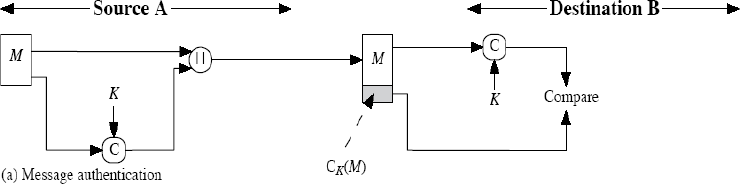 Source A
Destination B
M
||
M
C
K
K
Compare
C
C_K(M)
(a) Message authentication